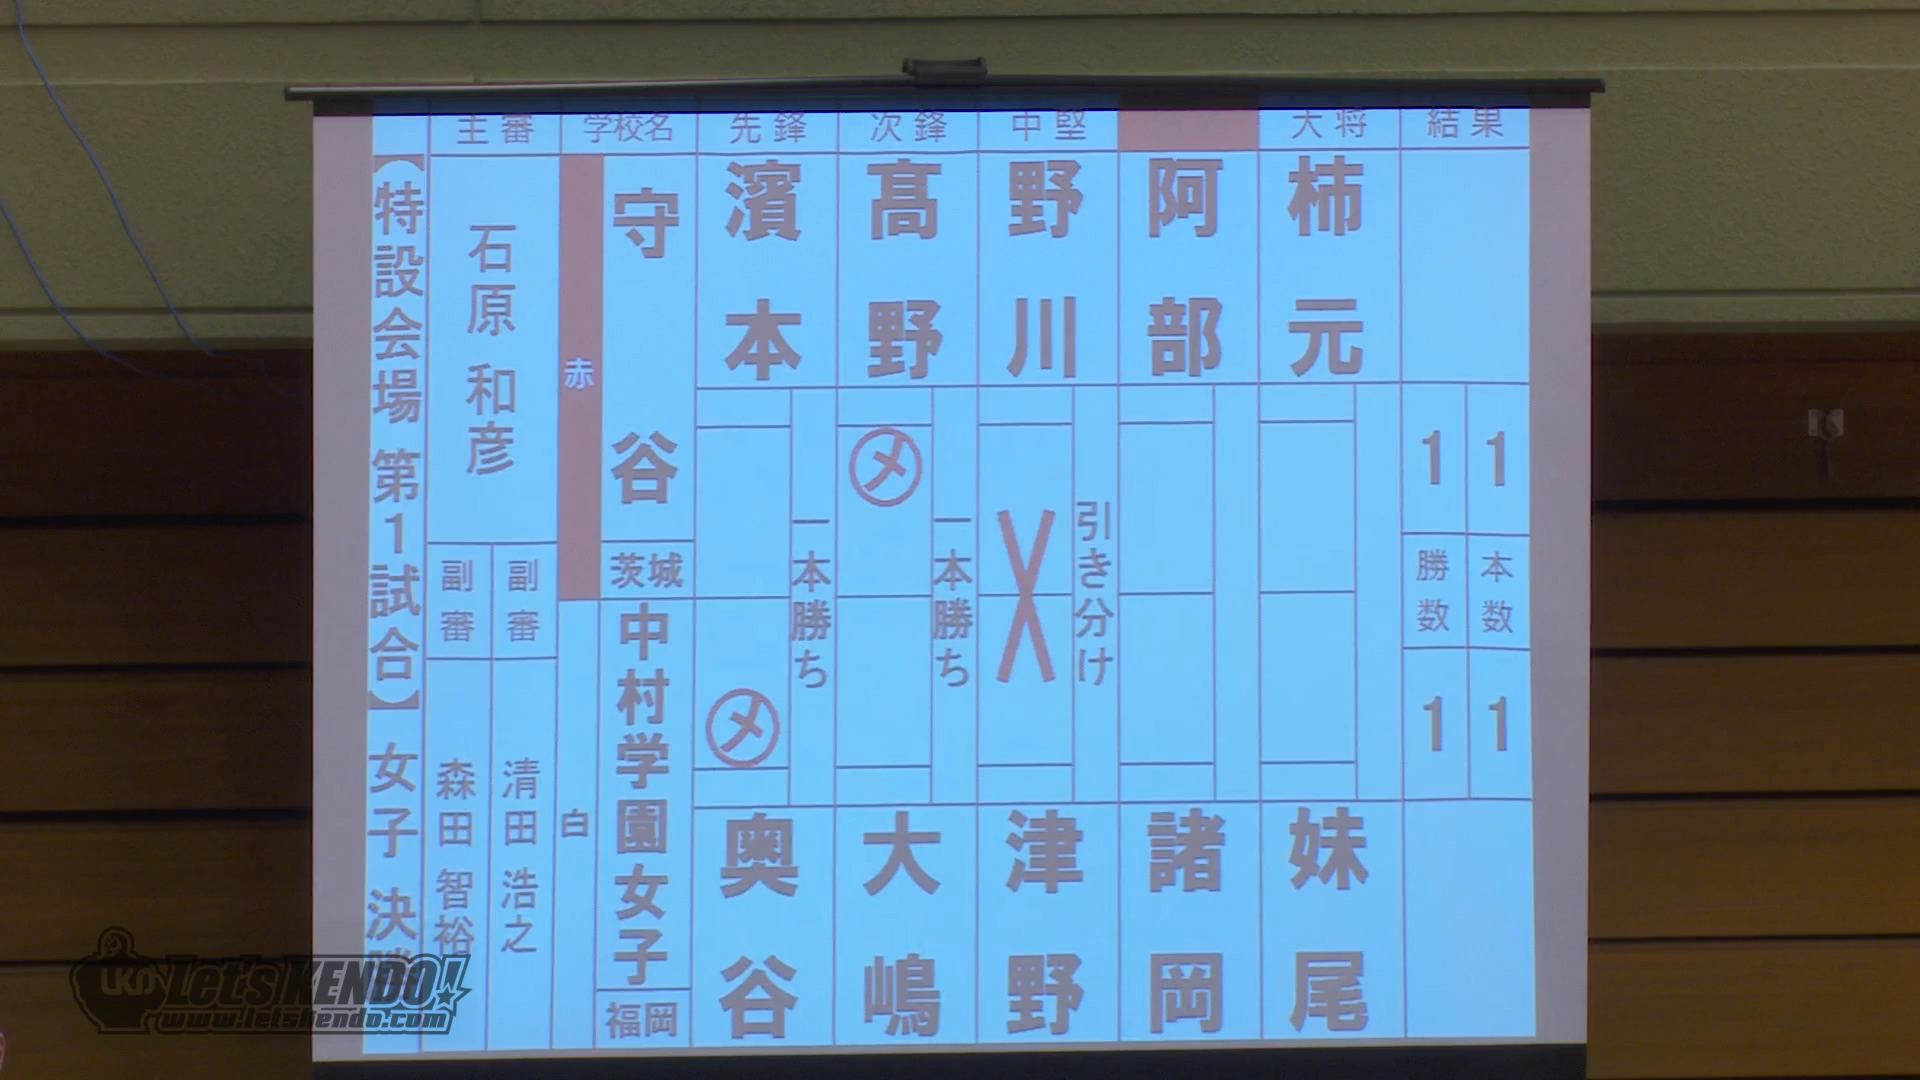 【特設会場 第1試合】 女子 決勝
主審
石原 和彦
副審
森田 智裕
副審
清田 浩之
学校名
赤
守谷
茨城
白
中村学園女子
福岡
先鋒
濱本
メ
一本勝ち
奥谷
次鋒
髙野
メ
一本勝ち
大嶋
中堅
野川
引き分け
津野
阿部
諸岡
大将
柿元
妹尾
結果
1 1
勝数 本数
1 1
LKD Let's KENDO!
www.letskendo.com